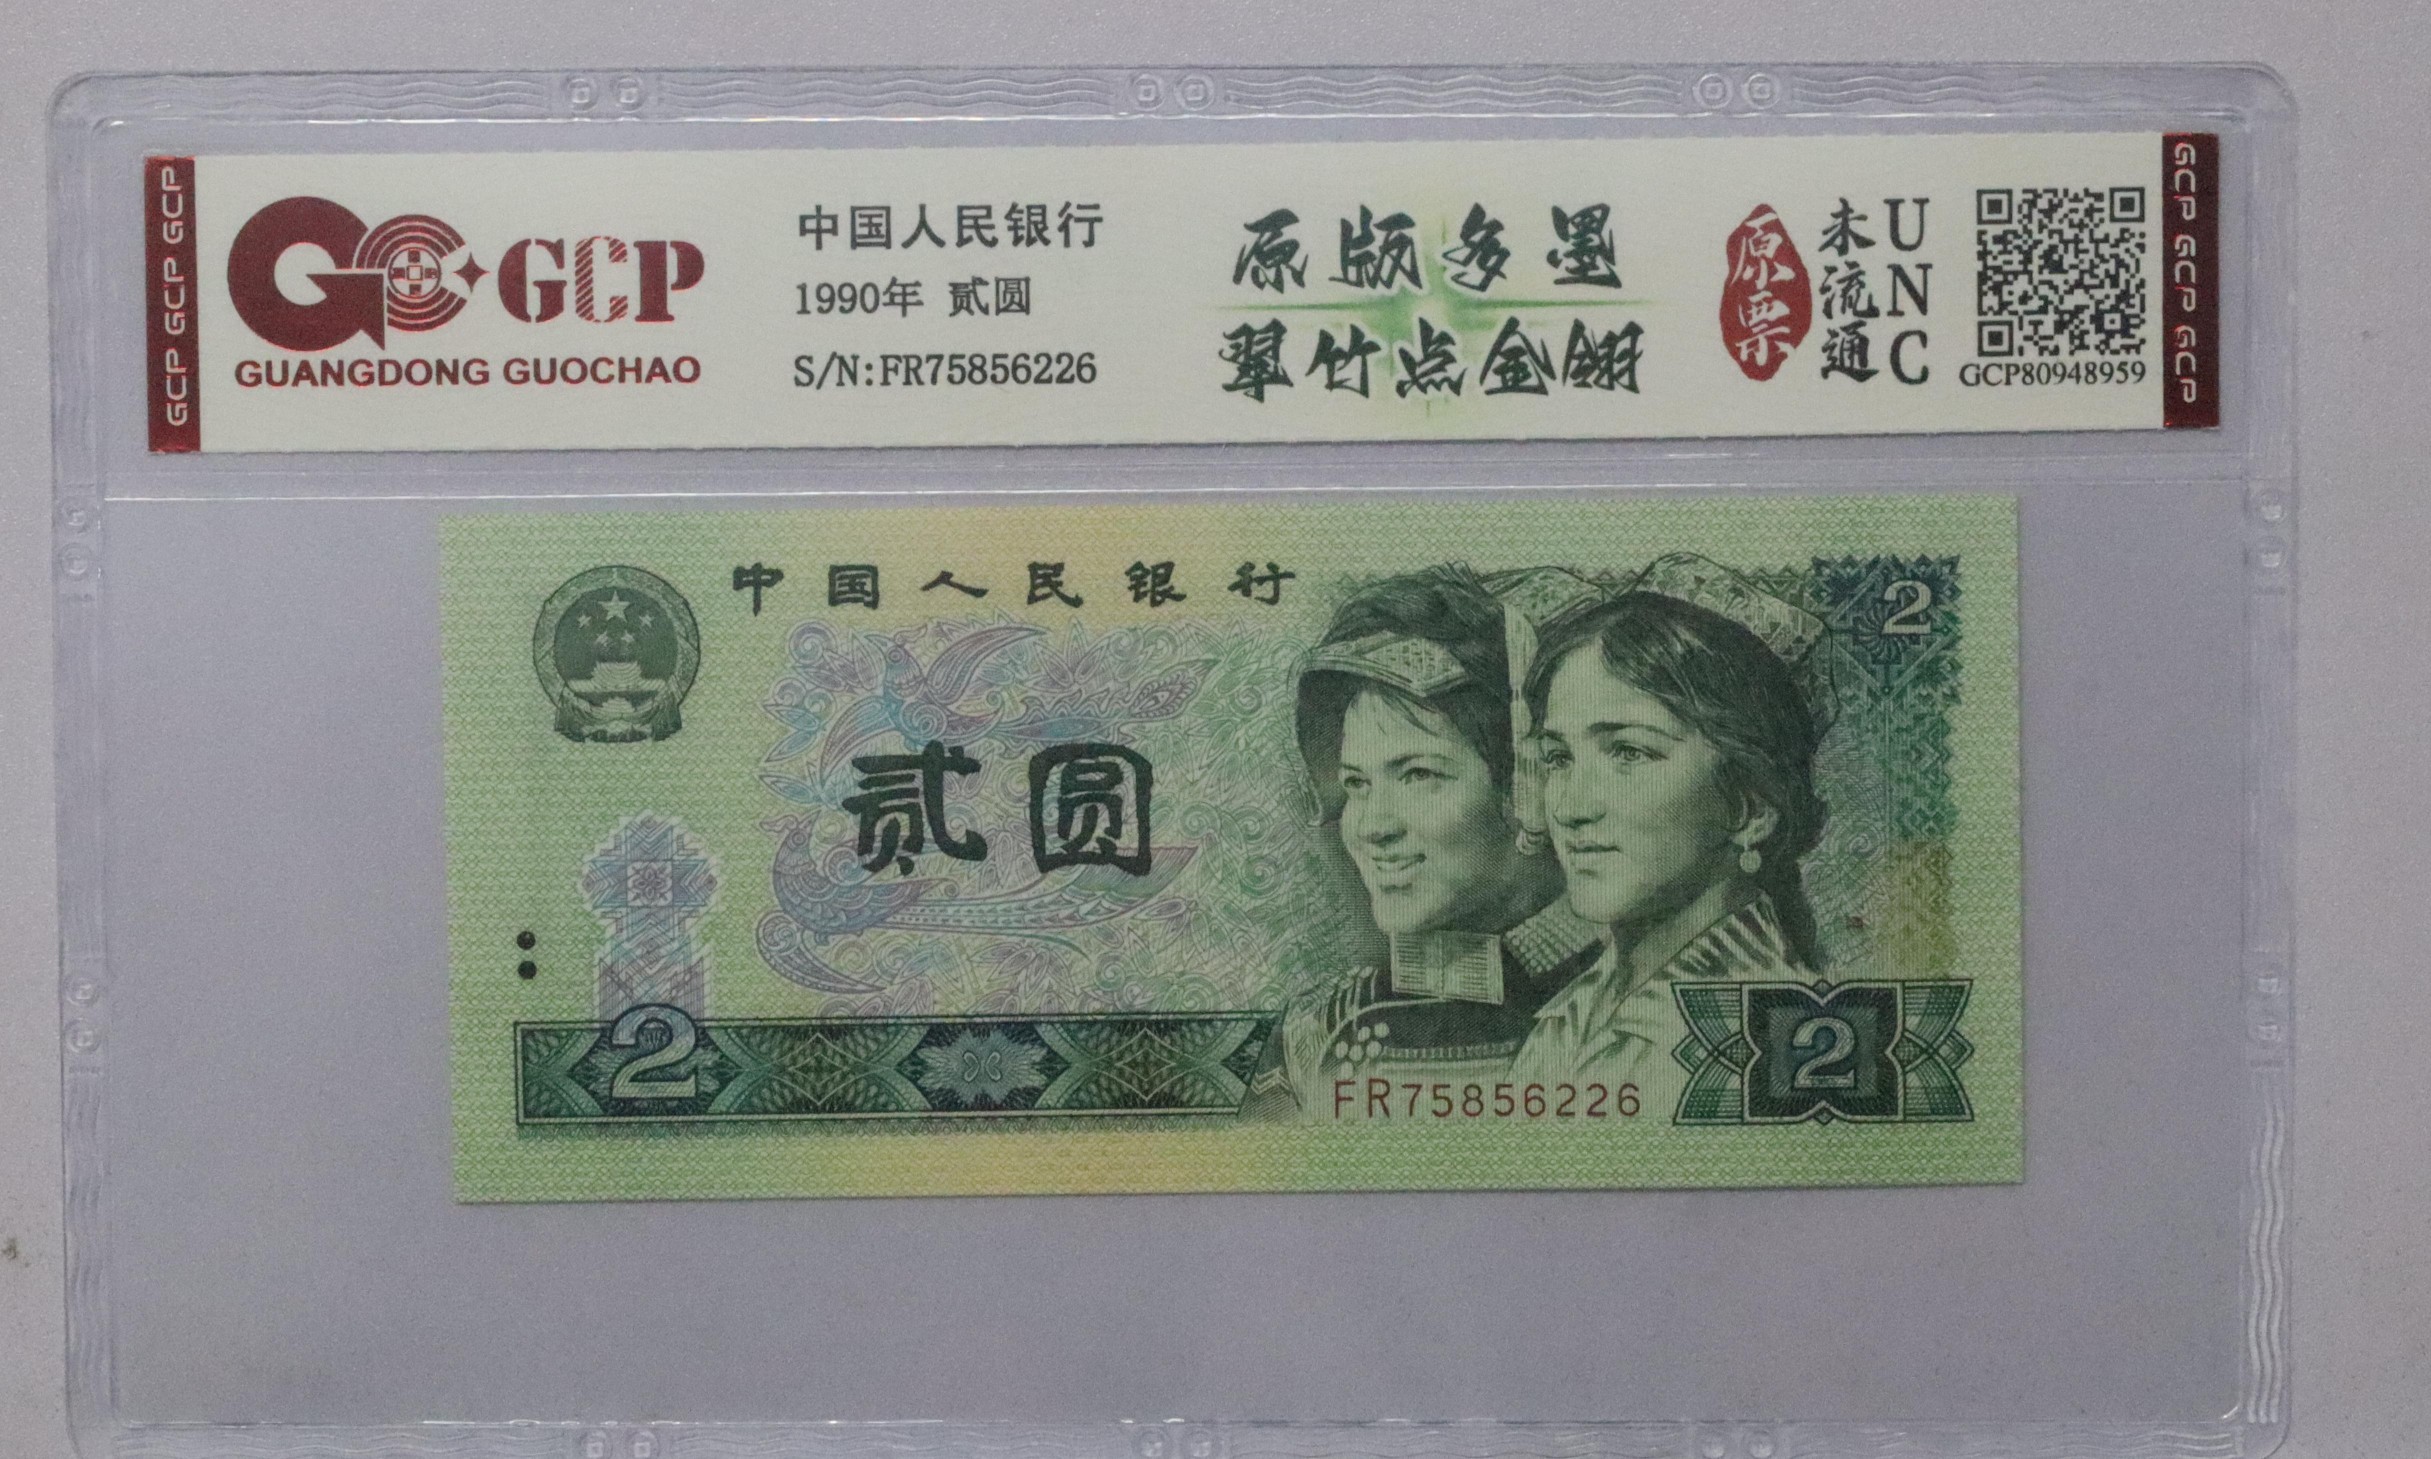 GCP GCP GCP
GCP
GUANGDONG GUOCHAO
中国人民银行
1990年 贰圆
S/N:FR75856226
原版多墨
翠竹点金翎
原票
未流通
UNC
GCP80948959
GCP GCP GCP
中国人民银行
2
贰圆
2
FR75856226
2